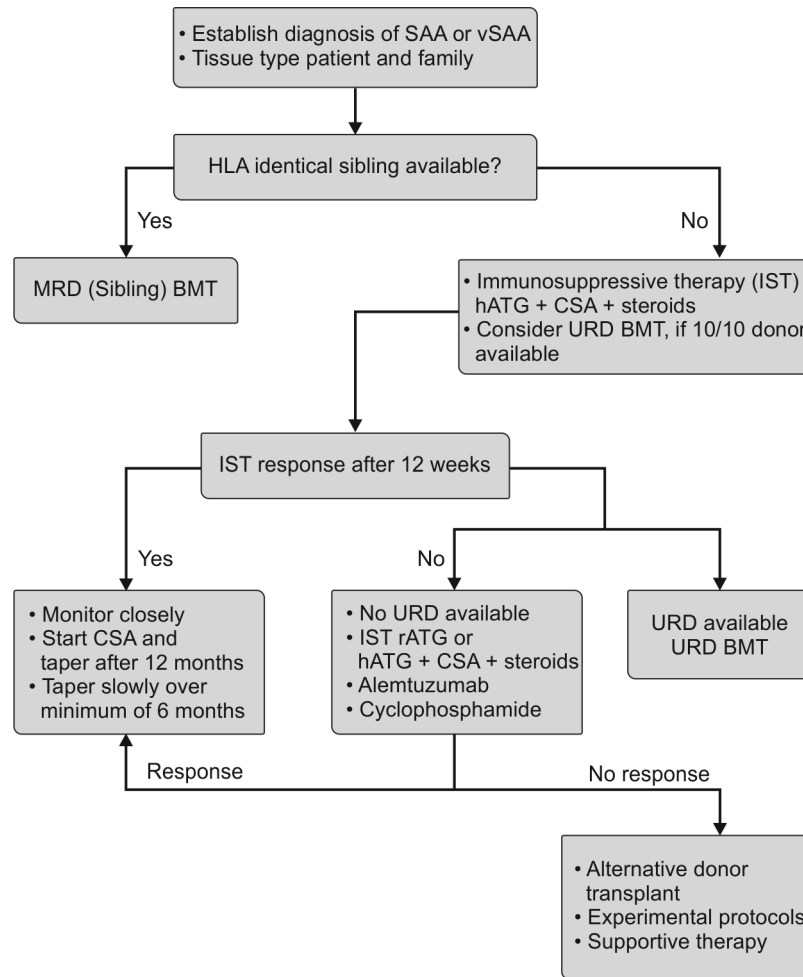 • Establish diagnosis of SAA or vSAA
• Tissue type patient and family
HLA identical sibling available?
Yes
No
MRD (Sibling) BMT
• Immunosuppressive therapy (IST)
hATG + CSA + steroids
• Consider URD BMT, if 10/10 donor
available
IST response after 12 weeks
Yes
No
• Monitor closely
• Start CSA and
taper after 12 months
• Taper slowly over
minimum of 6 months
• No URD available
• IST rATG or
hATG + CSA + steroids
• Alemtuzumab
• Cyclophosphamide
URD available
URD BMT
Response
No response
• Alternative donor
transplant
• Experimental protocols
• Supportive therapy